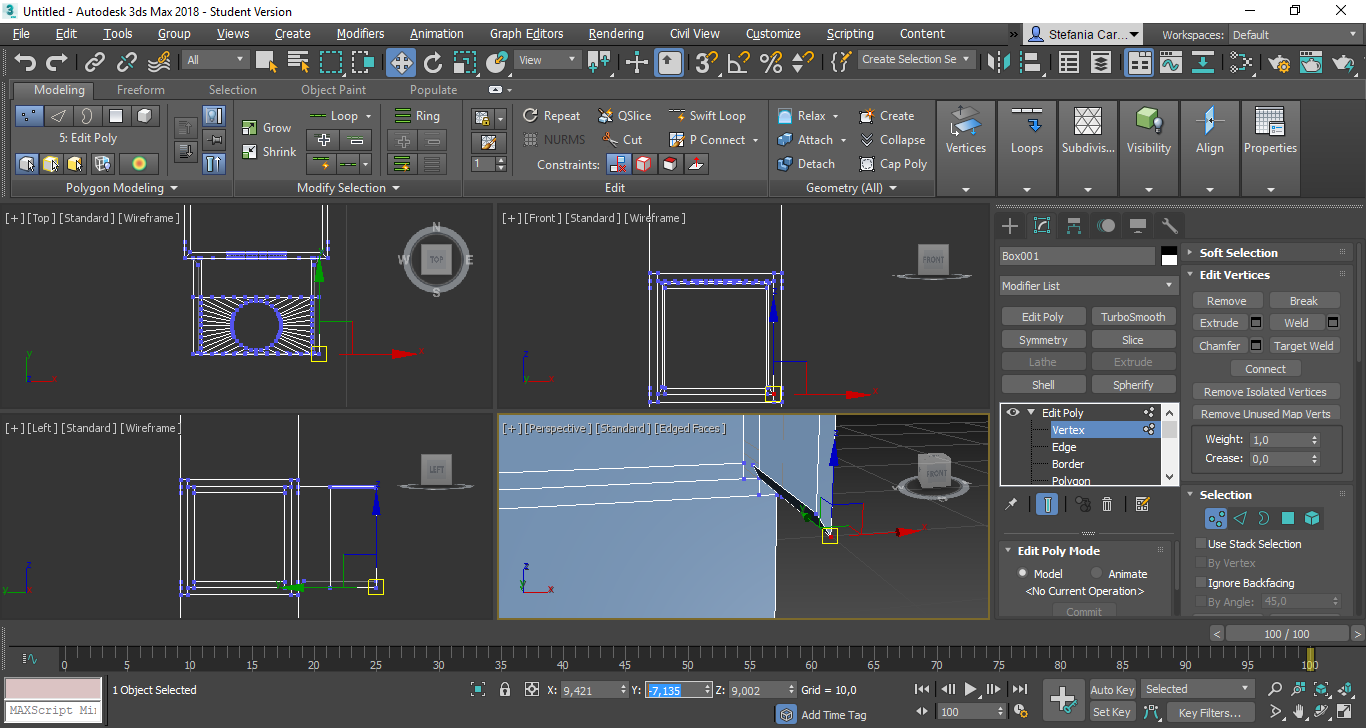 Untitled - Autodesk 3ds Max 2018 - Student Version
File Edit Tools Group Views Create Modifiers Animation Graph Editors Rendering Civil View Customize Scripting Content » Stefania Car... Workspaces: Default
All View 3 Create Selection Se
Modeling Freeform Selection Object Paint Populate
Loop Ring Repeat QSlice Swift Loop Relax Create
5: Edit Poly Grow NURMS Cut P Connect Attach Collapse Vertices Loops Subdivis... Visibility Align Properties
Shrink 1 Constraints: Detach Cap Poly
Polygon Modeling Modify Selection Edit Geometry (All)
[+] [Top] [Standard] [Wireframe] N W TOP E S
[+] [Front] [Standard] [Wireframe] FRONT
y z x
z y x
[+] [Left] [Standard] [Wireframe] LEFT
[+] [Perspective] [Standard] [Edged Faces] FRONT
z y x
z y x
Box001
Modifier List
Edit Poly TurboSmooth
Symmetry Slice
Lathe Extrude
Shell Spherify
Edit Poly
Vertex
Edge
Border
Polygon
Edit Poly Mode
Model Animate
<No Current Operation>
Commit
Soft Selection
Edit Vertices
Remove Break
Extrude Weld
Chamfer Target Weld
Connect
Remove Isolated Vertices
Remove Unused Map Verts
Weight: 1,0
Crease: 0,0
Selection
Use Stack Selection
By Vertex
Ignore Backfacing
By Angle: 45,0
< 100 / 100 >
0 5 10 15 20 25 30 35 40 45 50 55 60 65 70 75 80 85 90 95 100
1 Object Selected X: 9,421 Y: -7,135 Z: 9,002 Grid = 10,0 Auto Key Selected
MAXScript Mi Add Time Tag 100 Set Key Key Filters...